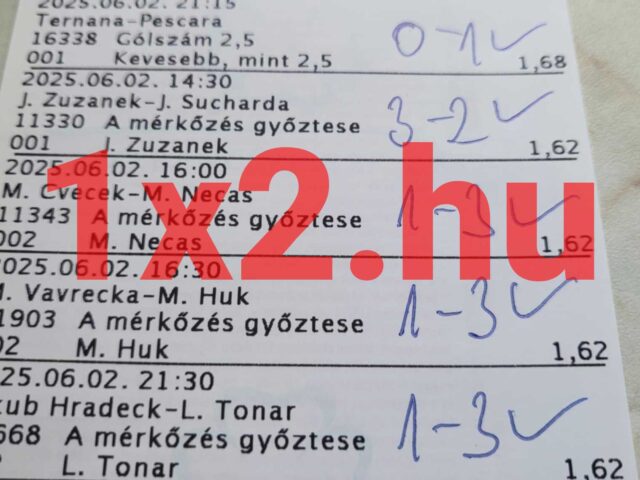 2025.06.02. 21:15
Ternana-Pescara
16338 Gólszám 2,5
0-1
001 Kevesebb, mint 2,5 1,68
2025.06.02. 14:30
J. Zuzanek-J. Sucharda
11330 A mérkőzés győztese
3-2
001 J. Zuzanek 1,62
2025.06.02. 16:00
M. Cvecek-M. Necas
11343 A mérkőzés győztese
1-3
002 M. Necas 1,62
1x2.hu
2025.06.02. 16:30
M. Vavrecka-M. Huk
1903 A mérkőzés győztese
1-3
02 M. Huk 1,62
25.06.02. 21:30
kub Hradeck-L. Tonar
668 A mérkőzés győztese
1-3
L. Tonar 1,62